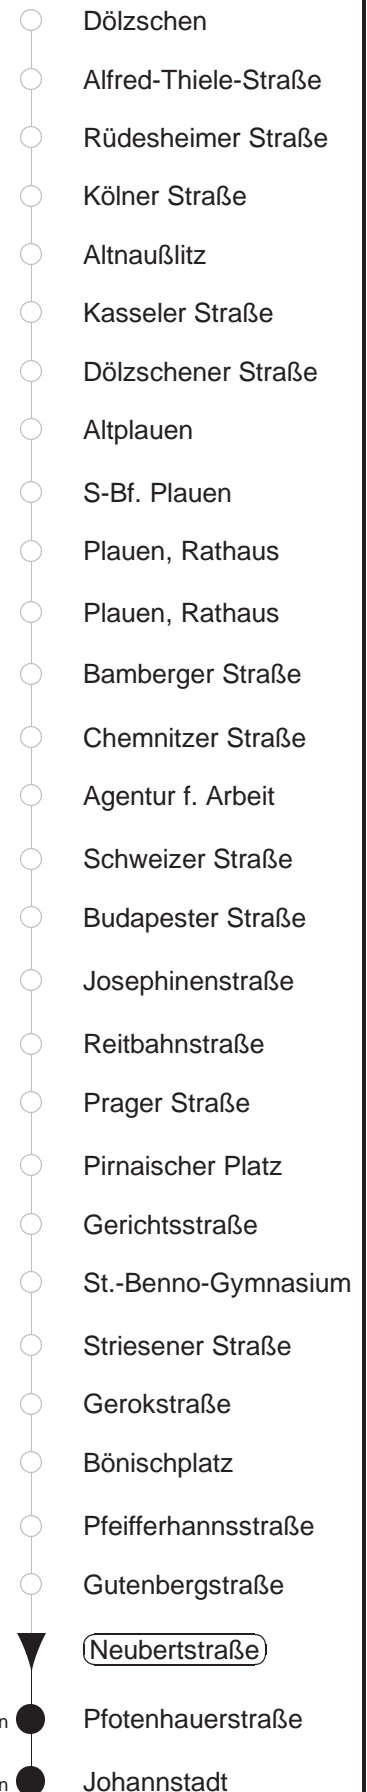 Dölzschen
Alfred-Thiele-Straße
Rüdesheimer Straße
Kölner Straße
Altnaußlitz
Kasseler Straße
Dölzschener Straße
Altplauen
S-Bf. Plauen
Plauen, Rathaus
Plauen, Rathaus
Bamberger Straße
Chemnitzer Straße
Agentur f. Arbeit
Schweizer Straße
Budapester Straße
Josephinenstraße
Reitbahnstraße
Prager Straße
Pirnaischer Platz
Gerichtsstraße
St.-Benno-Gymnasium
Striesener Straße
Gerokstraße
Bönischplatz
Pfeifferhannsstraße
Gutenbergstraße
Neubertstraße
n Pfotenhauerstraße
n Johannstadt